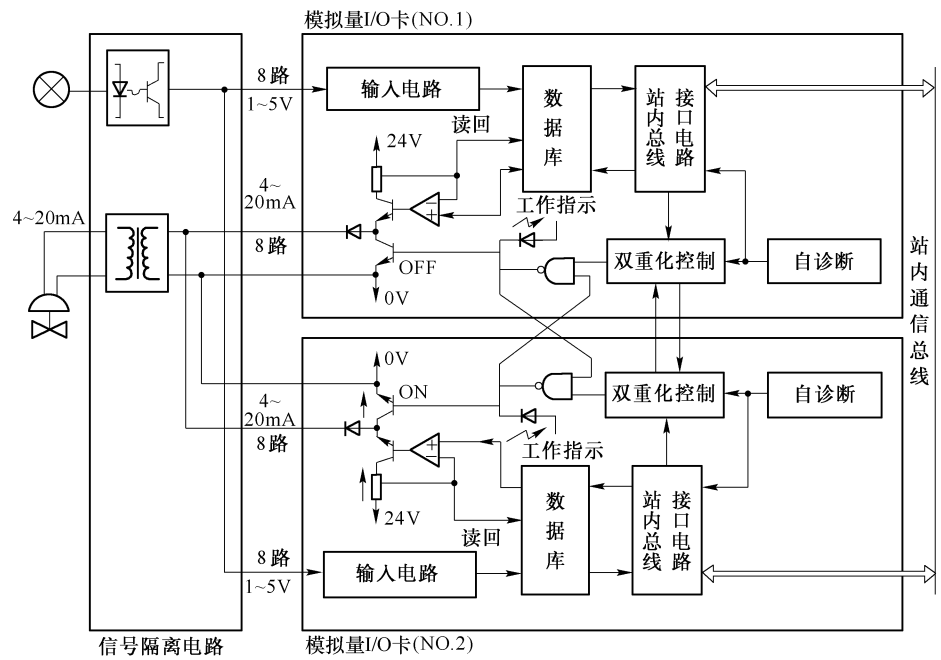 模拟量I/O卡(NO.1)
8路
1~5V
输入电路
数据库
站内总线
接口电路
读回
24V
4~
20mA
8路
4~20mA
工作指示
OFF
0V
双重化控制
自诊断
站内通信总线
0V
ON
4~
20mA
8路
双重化控制
自诊断
工作指示
24V
读回
数据库
站内总线
接口电路
8路
1~5V
输入电路
信号隔离电路
模拟量I/O卡(NO.2)